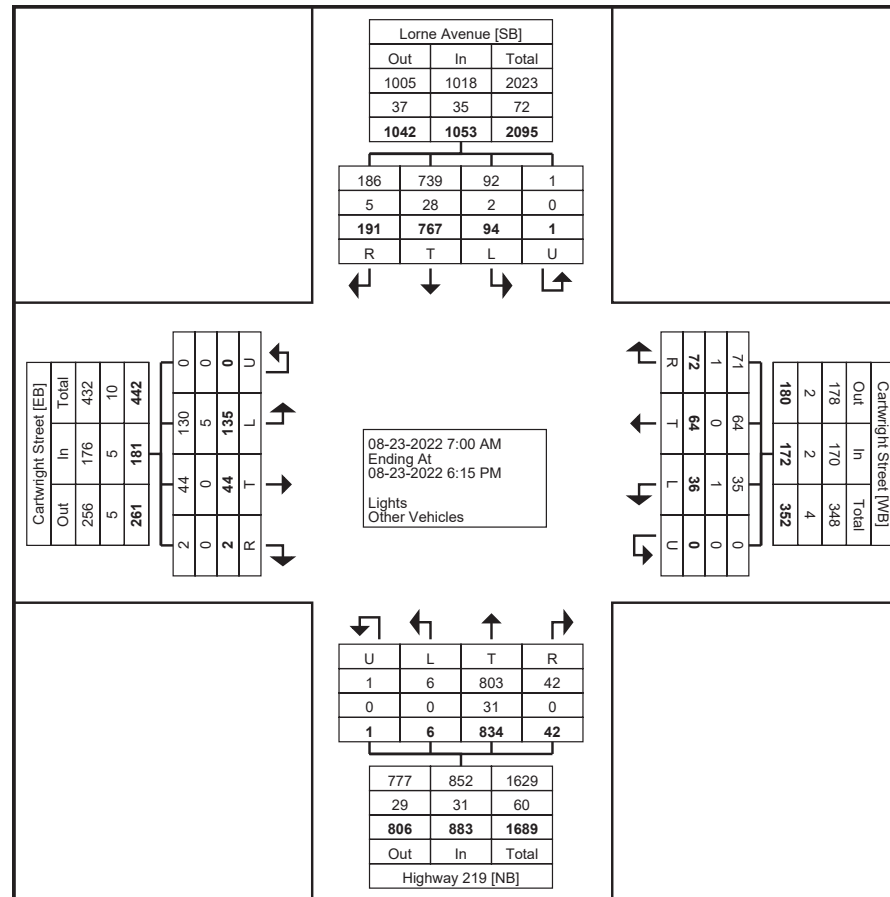 Lorne Avenue [SB]
Out In Total
1005 1018 2023
37 35 72
1042 1053 2095
186 739 92 1
5 28 2 0
191 767 94 1
R T L U
Cartwright Street [EB]
Total In Out
432 176 256
10 5 5
442 181 261
0 130 44 2
0 5 0 0
0 135 44 2
U L T R
08-23-2022 7:00 AM
Ending At
08-23-2022 6:15 PM
Lights
Other Vehicles
R T L U
72 64 36 0
1 0 1 0
71 64 35 0
180 172 352
2 2 4
178 170 348
Out In Total
Cartwright Street [WB]
U L T R
1 6 803 42
0 0 31 0
1 6 834 42
777 852 1629
29 31 60
806 883 1689
Out In Total
Highway 219 [NB]